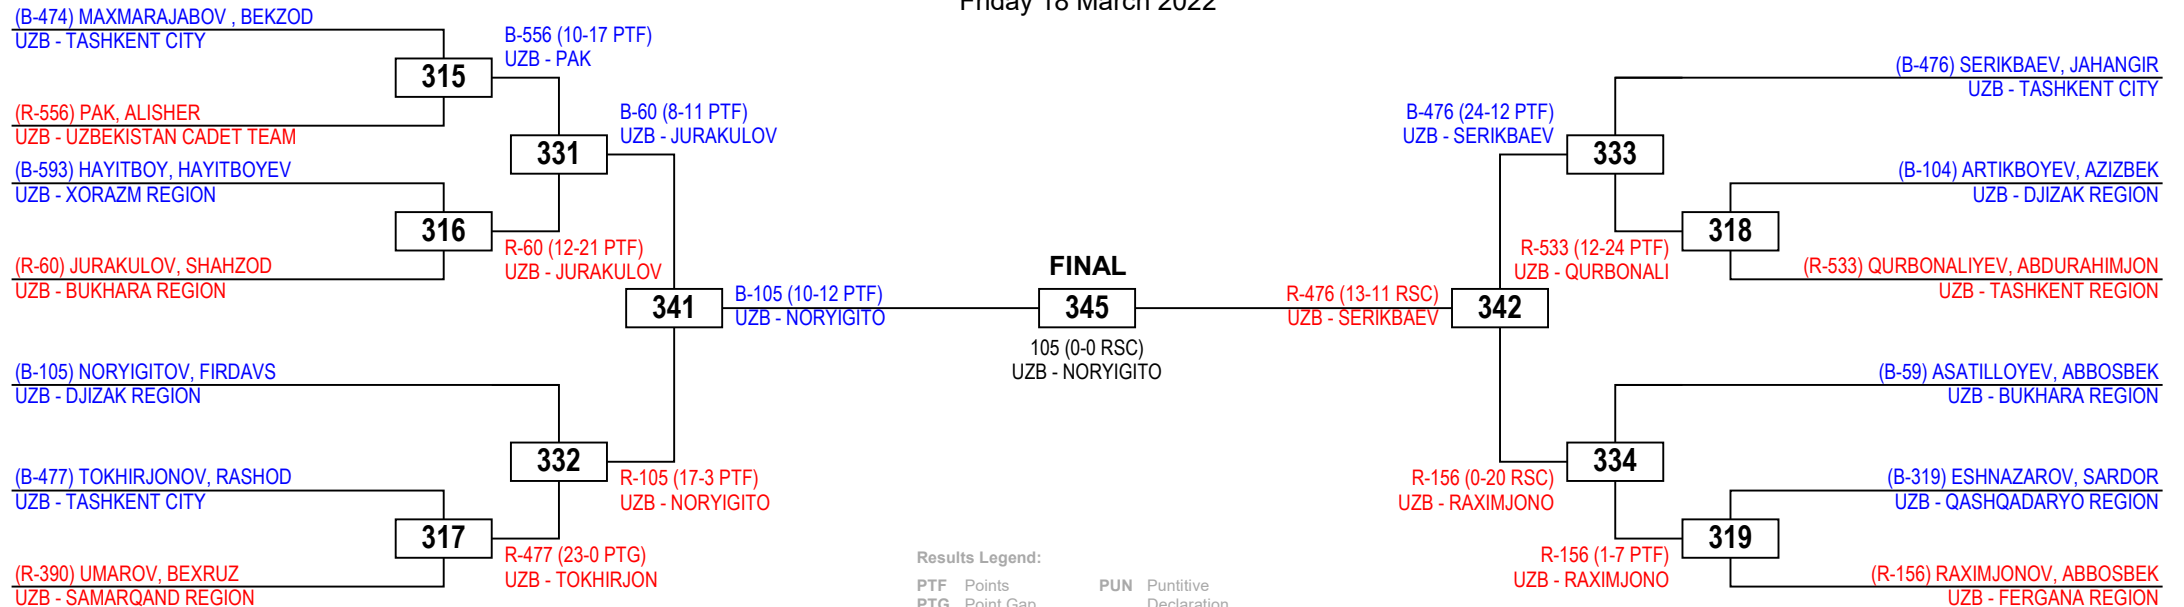 Friday 18 March 2022
(B-474) MAXMARAJABOV , BEKZOD
UZB - TASHKENT CITY
315
(R-556) PAK, ALISHER
UZB - UZBEKISTAN CADET TEAM
(B-593) HAYITBOY, HAYITBOYEV
UZB - XORAZM REGION
316
(R-60) JURAKULOV, SHAHZOD
UZB - BUKHARA REGION
(B-105) NORYIGITOV, FIRDAVS
UZB - DJIZAK REGION
(B-477) TOKHIRJONOV, RASHOD
UZB - TASHKENT CITY
317
(R-390) UMAROV, BEXRUZ
UZB - SAMARQAND REGION
B-556 (10-17 PTF)
UZB - PAK
331
R-60 (12-21 PTF)
UZB - JURAKULOV
332
R-477 (23-0 PTG)
UZB - TOKHIRJON
B-60 (8-11 PTF)
UZB - JURAKULOV
341
R-105 (17-3 PTF)
UZB - NORYIGITO
B-105 (10-12 PTF)
UZB - NORYIGITO
FINAL
345
105 (0-0 RSC)
UZB - NORYIGITO
R-476 (13-11 RSC)
UZB - SERIKBAEV
342
B-476 (24-12 PTF)
UZB - SERIKBAEV
333
R-533 (12-24 PTF)
UZB - QURBONALI
R-156 (0-20 RSC)
UZB - RAXIMJONO
334
R-156 (1-7 PTF)
UZB - RAXIMJONO
(B-476) SERIKBAEV, JAHANGIR
UZB - TASHKENT CITY
(B-104) ARTIKBOYEV, AZIZBEK
UZB - DJIZAK REGION
318
(R-533) QURBONALIYEV, ABDURAHIMJON
UZB - TASHKENT REGION
(B-59) ASATILLOYEV, ABBOSBEK
UZB - BUKHARA REGION
(B-319) ESHNAZAROV, SARDOR
UZB - QASHQADARYO REGION
319
(R-156) RAXIMJONOV, ABBOSBEK
UZB - FERGANA REGION
Results Legend:
PTF Points PUN Puntitive
PTG Point Gap Declaration